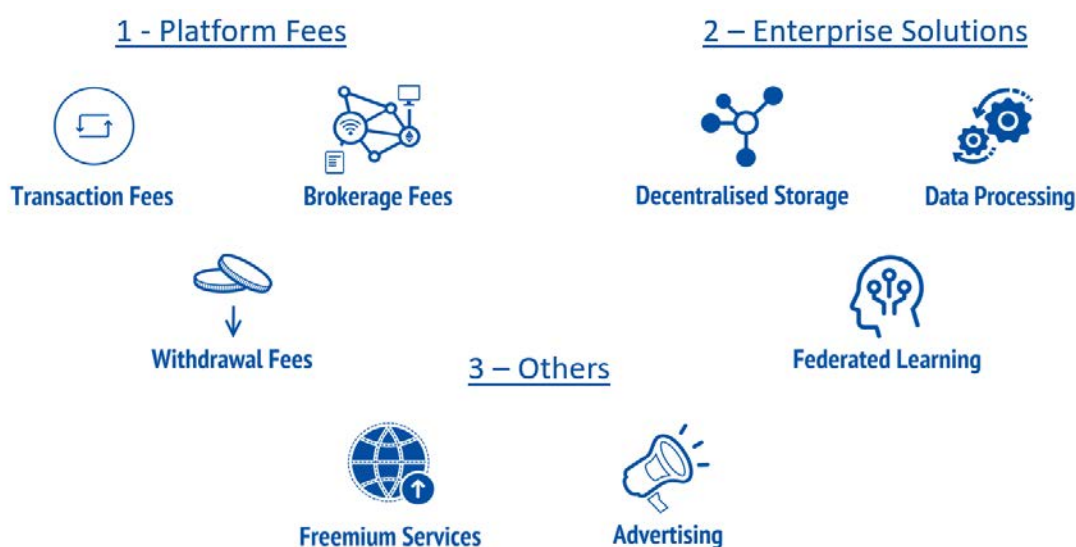 1 - Platform Fees
2 – Enterprise Solutions
Transaction Fees
Brokerage Fees
Decentralised Storage
Data Processing
Withdrawal Fees
Federated Learning
3 – Others
Freemium Services
Advertising